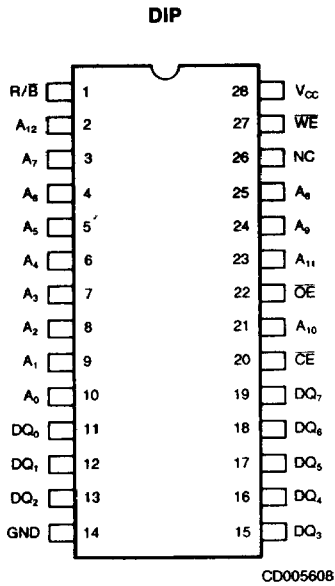 DIP
R/B̅ 1 28 V_CC
A₁₂ 2 27 W̅E̅
A₇ 3 26 NC
A₆ 4 25 A₈
A₅ 5 24 A₉
A₄ 6 23 A₁₁
A₃ 7 22 O̅E̅
A₂ 8 21 A₁₀
A₁ 9 20 C̅E̅
A₀ 10 19 DQ₇
DQ₀ 11 18 DQ₆
DQ₁ 12 17 DQ₅
DQ₂ 13 16 DQ₄
GND 14 15 DQ₃
CD005608